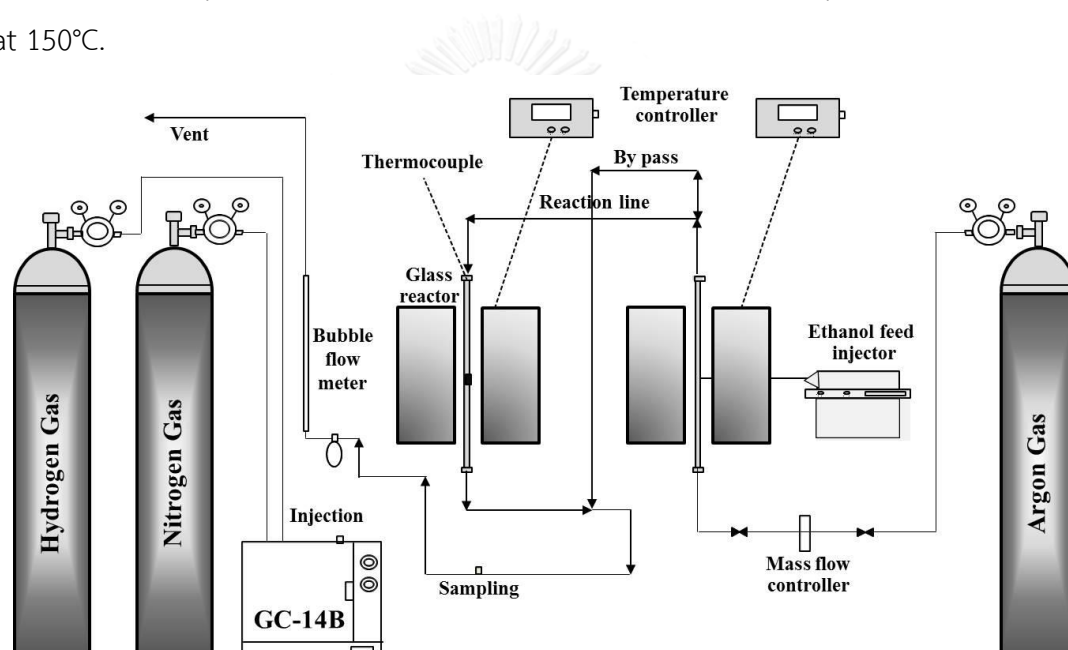 at 150°C.
Temperature
controller
Vent
Thermocouple
By pass
Reaction line
Glass
reactor
Bubble
flow
meter
Ethanol feed
injector
Hydrogen Gas
Nitrogen Gas
Argon Gas
Injection
GC-14B
Sampling
Mass flow
controller